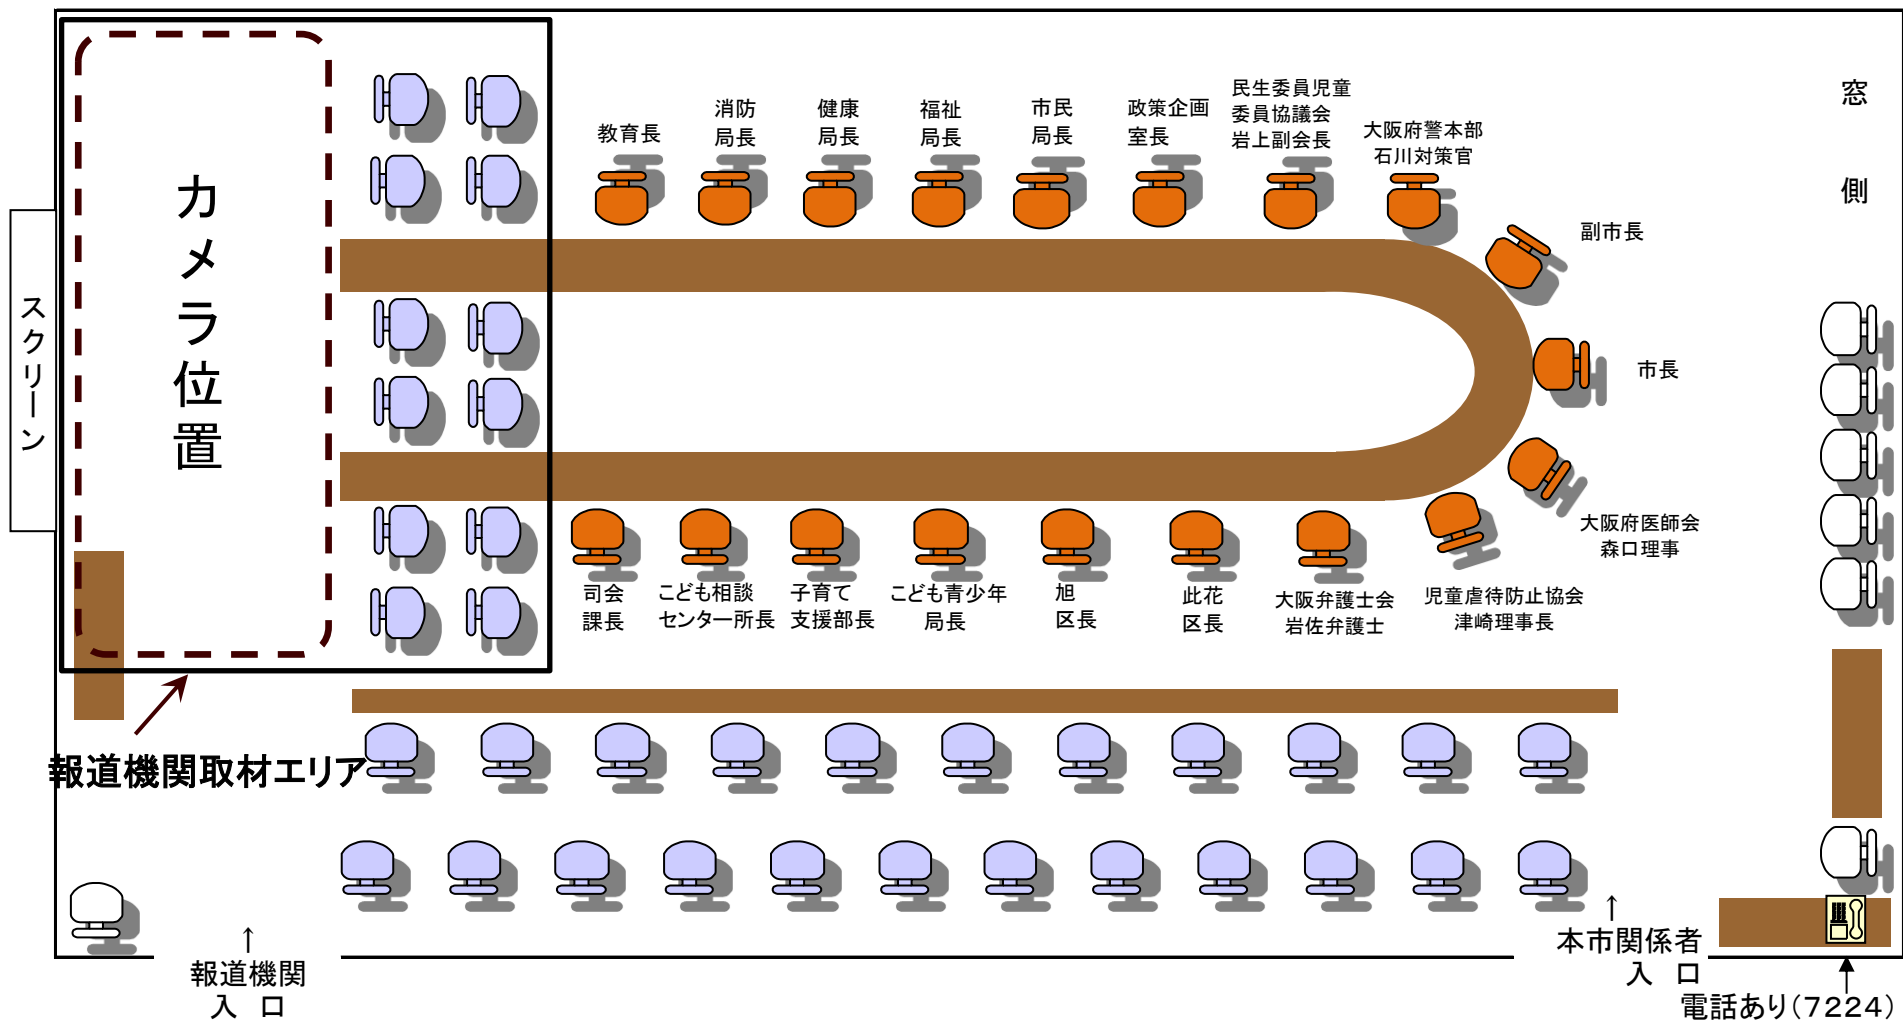 カメラ位置
スクリーン
教育長
消防
局長
健康
局長
福祉
局長
市民
局長
政策企画
室長
民生委員児童
委員協議会
岩上副会長
大阪府警本部
石川対策官
副市長
市長
大阪府医師会
森口理事
児童虐待防止協会
津崎理事長
大阪弁護士会
岩佐弁護士
此花
区長
旭
区長
こども青少年
局長
子育て
支援部長
こども相談
センター所長
司会
課長
窓側
報道機関取材エリア
↑
報道機関
入口
↑
本市関係者
入口
電話あり(7224)